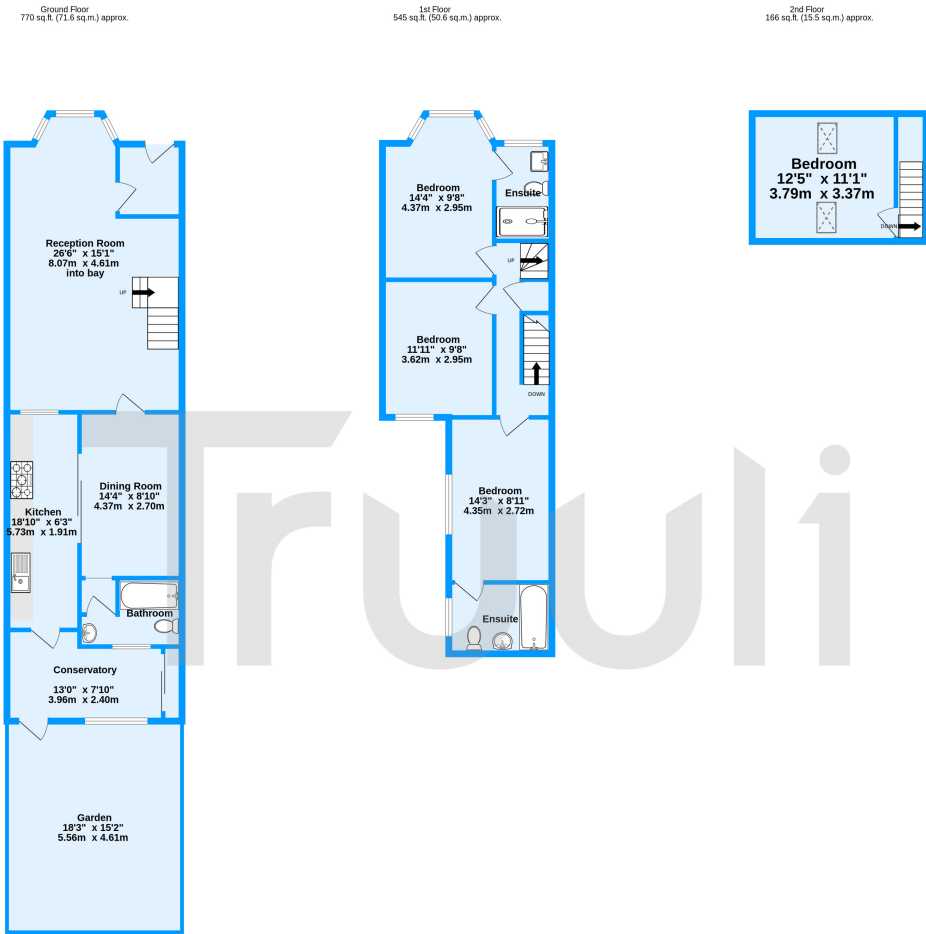 Ground Floor
770 sq.ft. (71.6 sq.m.) approx.
1st Floor
545 sq.ft. (50.6 sq.m.) approx.
2nd Floor
166 sq.ft. (15.5 sq.m.) approx.
Reception Room
26'6" x 15'1"
8.07m x 4.61m
into bay
UP
Kitchen
18'10" x 6'3"
5.73m x 1.91m
Dining Room
14'4" x 8'10"
4.37m x 2.70m
Bathroom
Conservatory
13'0" x 7'10"
3.96m x 2.40m
Garden
18'3" x 15'2"
5.56m x 4.61m
Bedroom
14'4" x 9'8"
4.37m x 2.95m
Ensuite
UP
Bedroom
11'11" x 9'8"
3.62m x 2.95m
DOWN
Bedroom
14'3" x 8'11"
4.35m x 2.72m
Ensuite
Bedroom
12'5" x 11'1"
3.79m x 3.37m
DOWN
Truuli